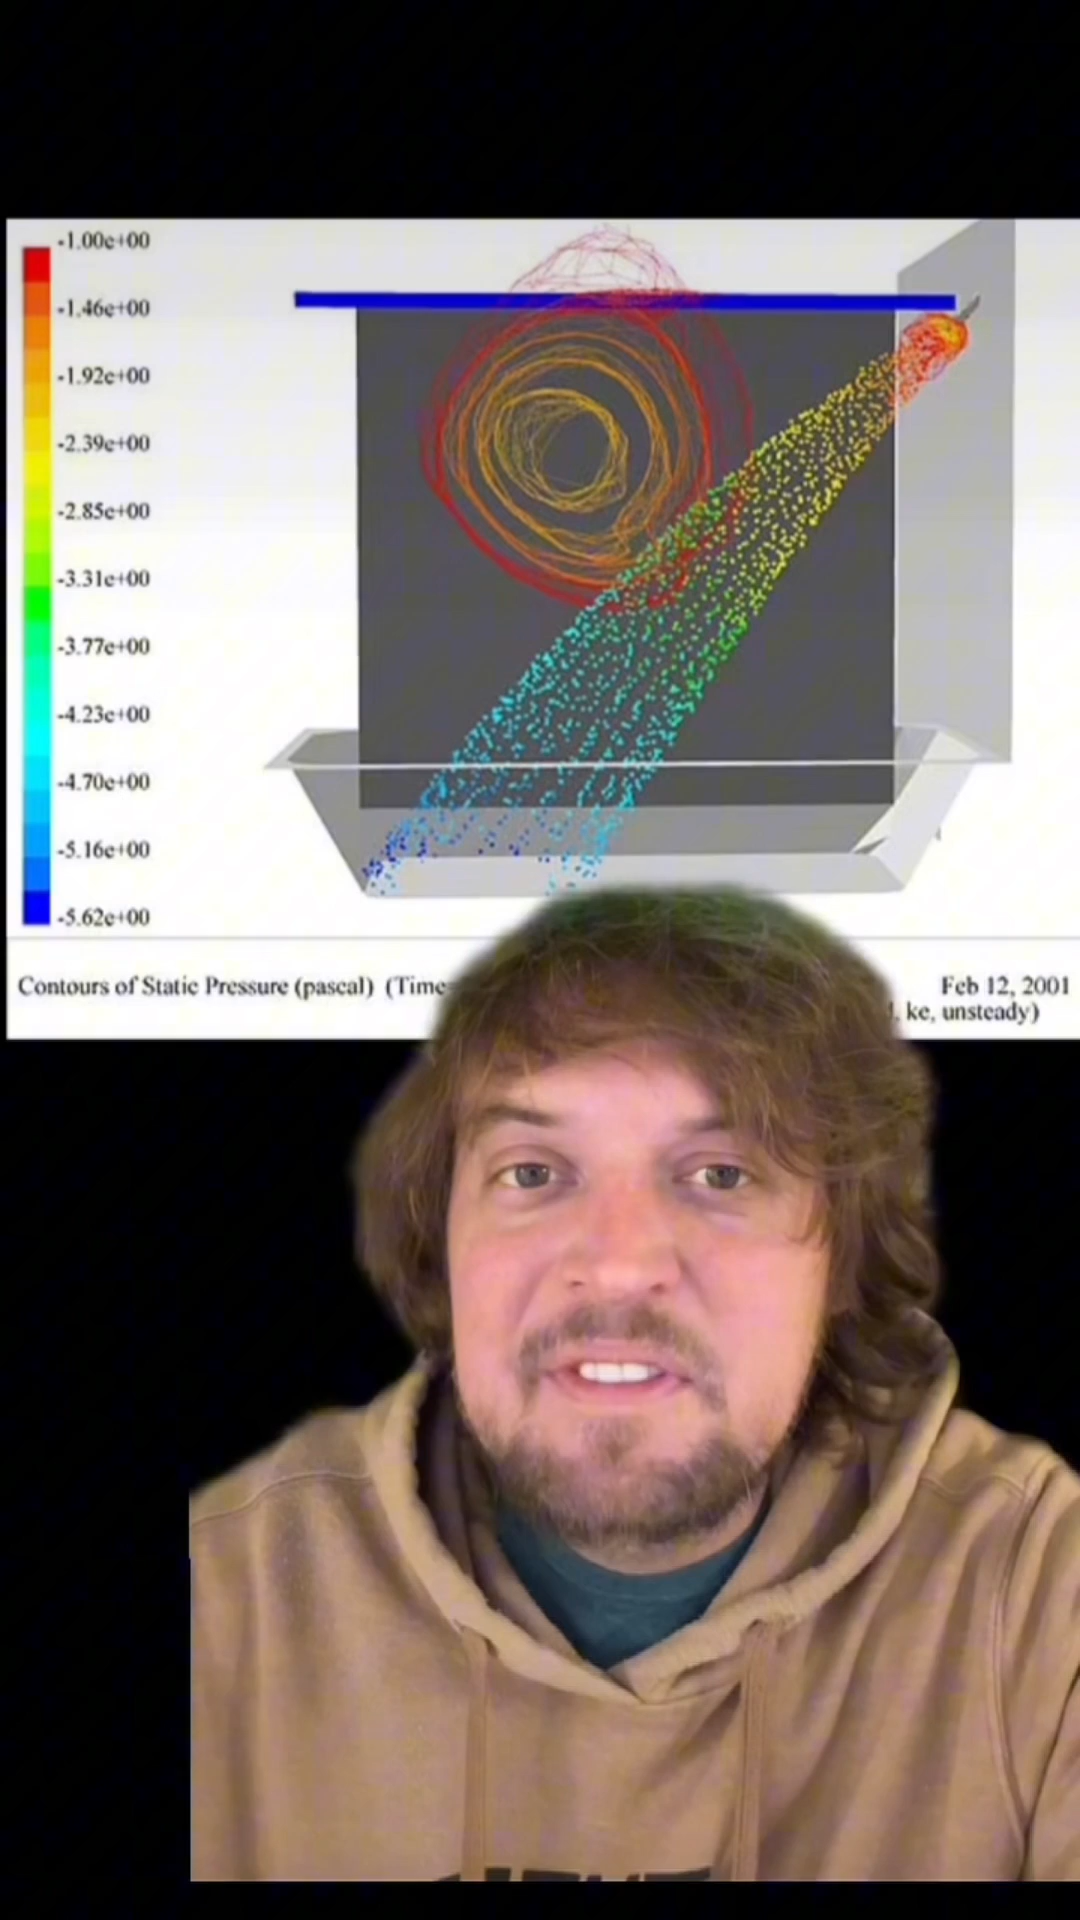 -1.00e+00
-1.46e+00
-1.92e+00
-2.39e+00
-2.85e+00
-3.31e+00
-3.77e+00
-4.23e+00
-4.70e+00
-5.16e+00
-5.62e+00
Contours of Static Pressure (pascal) (Time
Feb 12, 2001
ke, unsteady)